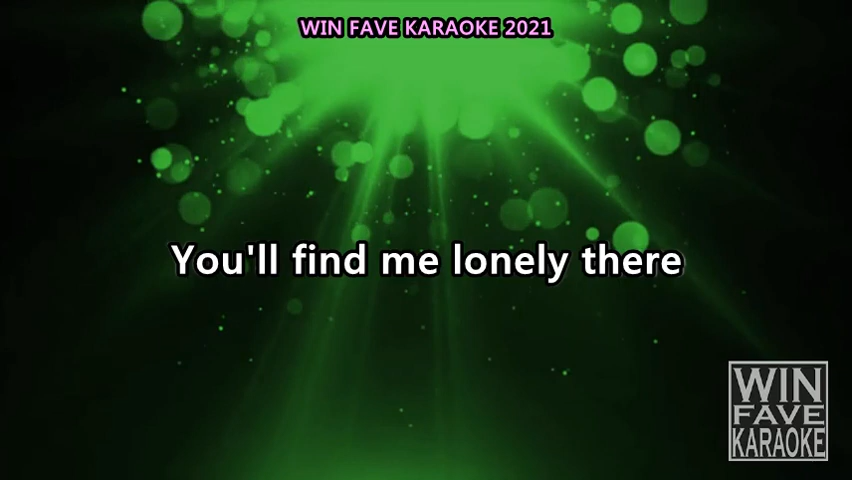 WIN FAVE KARAOKE 2021
You'll find me lonely there
WIN
FAVE
KARAOKE